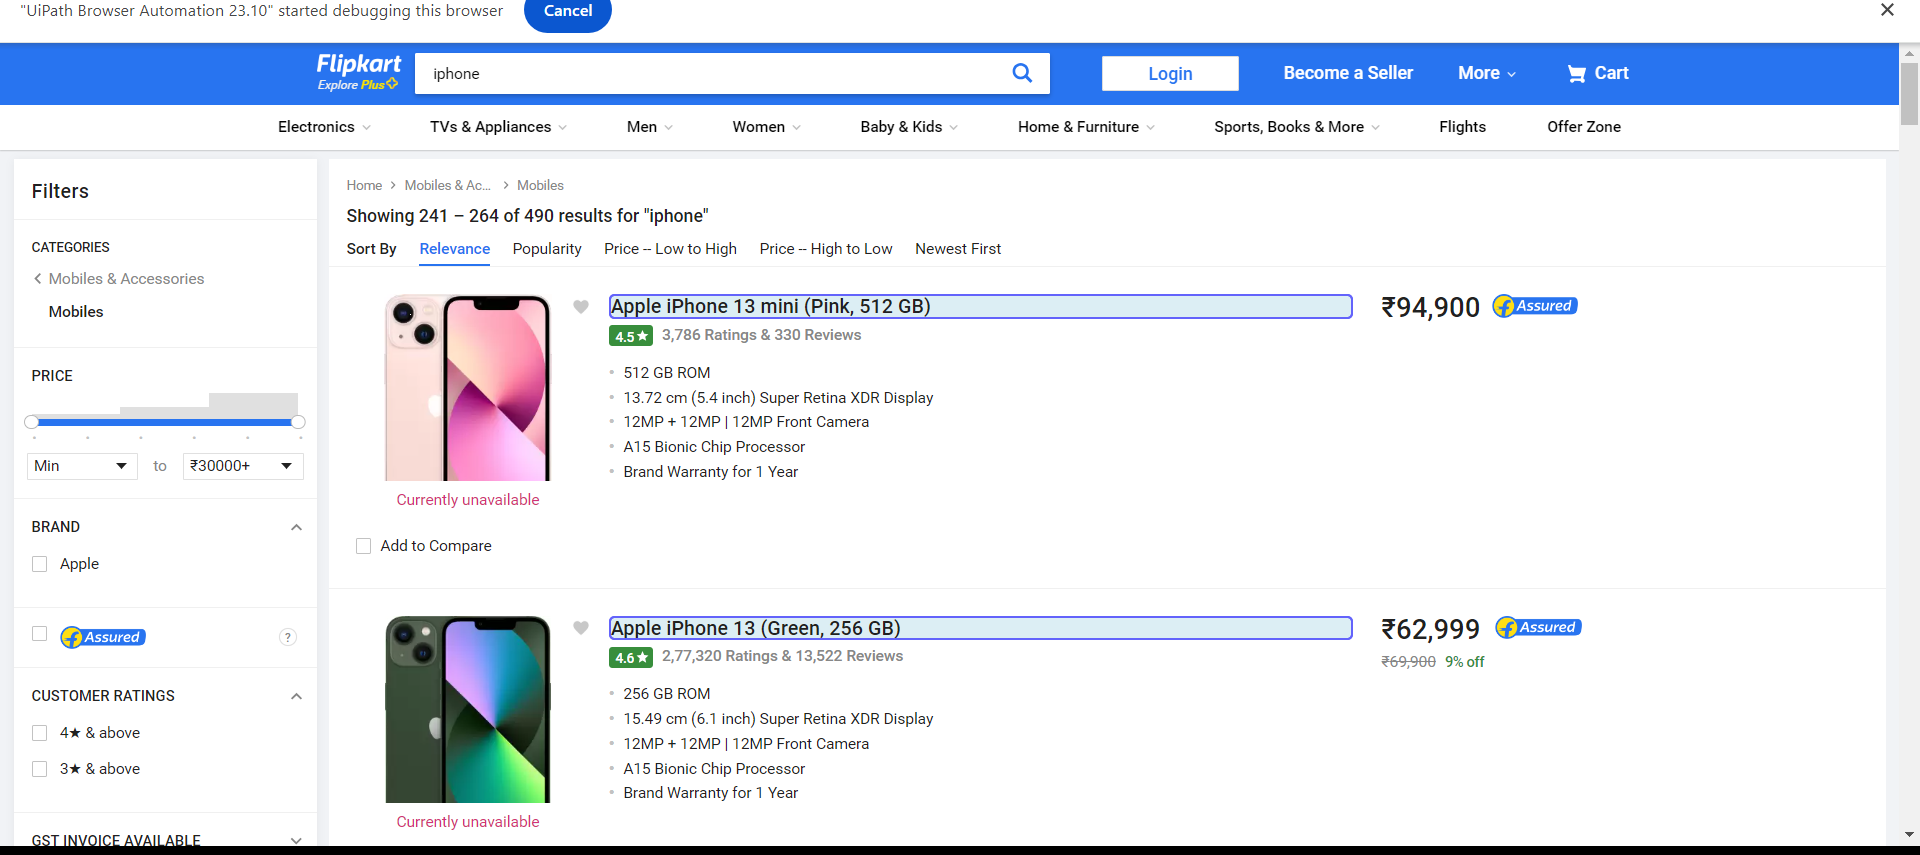 "UiPath Browser Automation 23.10" started debugging this browser
Cancel
Flipkart
Explore Plus
iphone
Login
Become a Seller
More
Cart
Electronics
TVs & Appliances
Men
Women
Baby & Kids
Home & Furniture
Sports, Books & More
Flights
Offer Zone
Filters
CATEGORIES
Mobiles & Accessories
Mobiles
PRICE
Min
to
₹30000+
BRAND
Apple
Assured
?
CUSTOMER RATINGS
4★ & above
3★ & above
GST INVOICE AVAILABLE
Home
Mobiles & Ac...
Mobiles
Showing 241 – 264 of 490 results for "iphone"
Sort By
Relevance
Popularity
Price -- Low to High
Price -- High to Low
Newest First
Apple iPhone 13 mini (Pink, 512 GB)
4.5★ 3,786 Ratings & 330 Reviews
512 GB ROM
13.72 cm (5.4 inch) Super Retina XDR Display
12MP + 12MP | 12MP Front Camera
A15 Bionic Chip Processor
Brand Warranty for 1 Year
₹94,900
Assured
Currently unavailable
Add to Compare
Apple iPhone 13 (Green, 256 GB)
4.6★ 2,77,320 Ratings & 13,522 Reviews
256 GB ROM
15.49 cm (6.1 inch) Super Retina XDR Display
12MP + 12MP | 12MP Front Camera
A15 Bionic Chip Processor
Brand Warranty for 1 Year
₹62,999
Assured
₹69,900 9% off
Currently unavailable